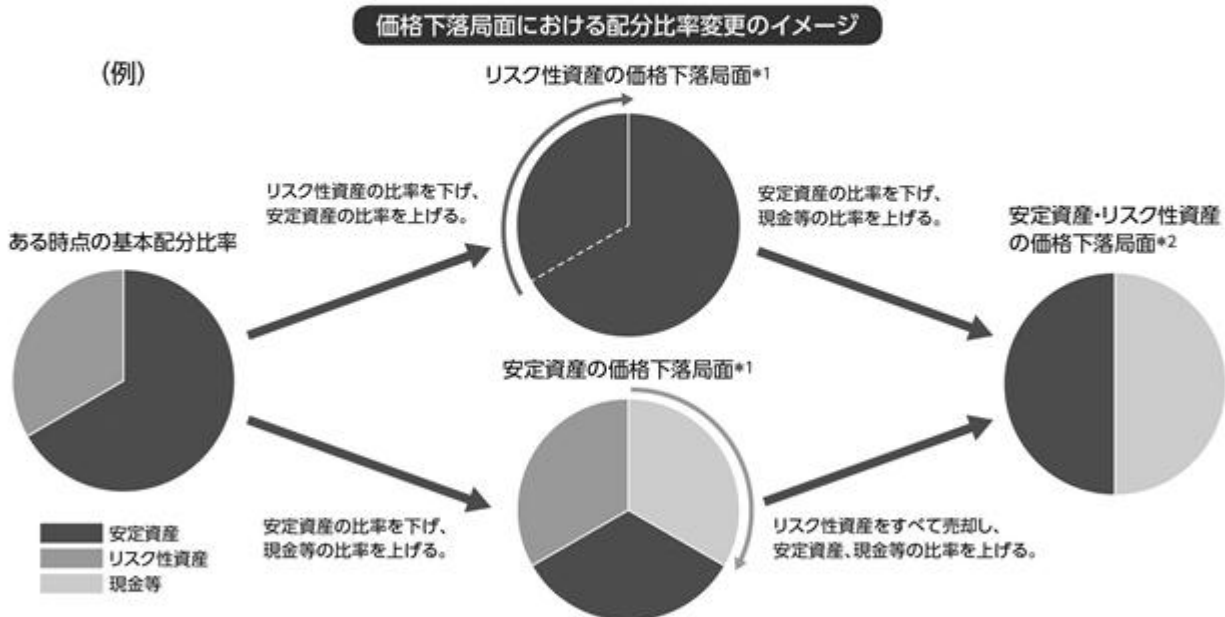 価格下落局面における配分比率変更のイメージ
(例)
リスク性資産の価格下落局面*1
リスク性資産の比率を下げ、
安定資産の比率を上げる。
安定資産の比率を下げ、
現金等の比率を上げる。
ある時点の基本配分比率
安定資産・リスク性資産
の価格下落局面*2
安定資産の価格下落局面*1
安定資産の比率を下げ、
現金等の比率を上げる。
リスク性資産をすべて売却し、
安定資産、現金等の比率を上げる。
安定資産
リスク性資産
現金等